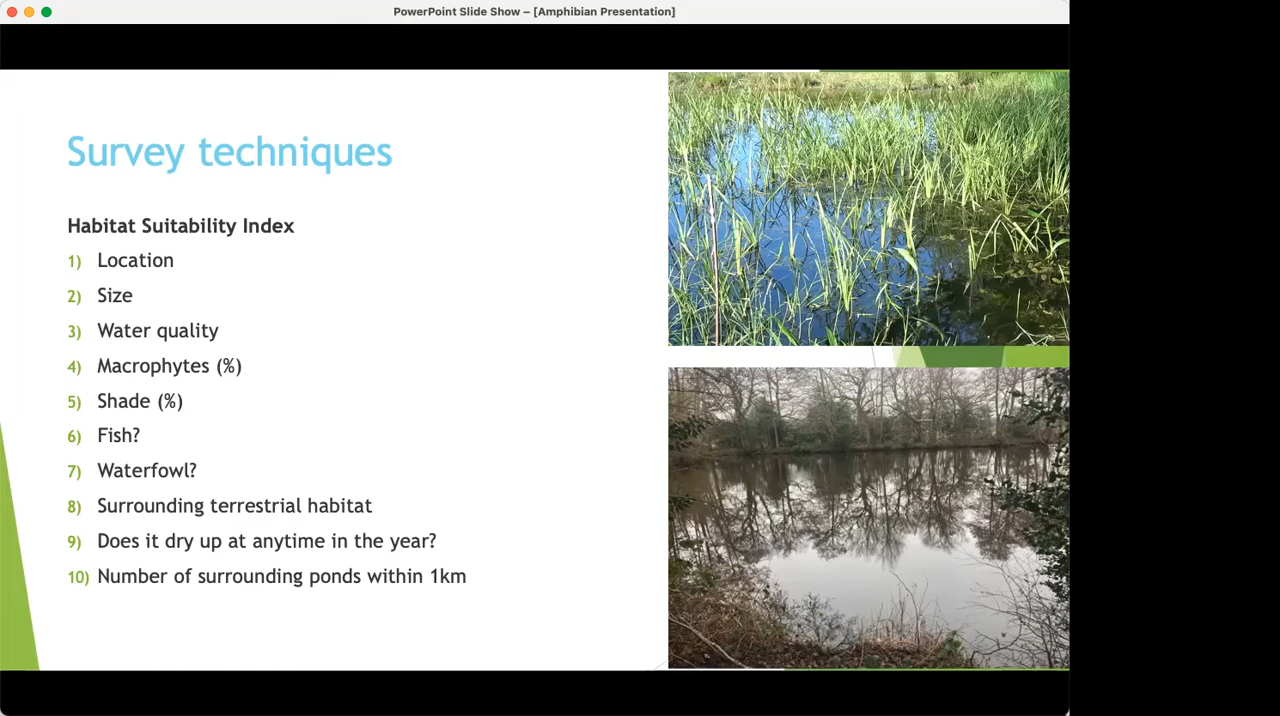 PowerPoint Slide Show – [Amphibian Presentation]
Survey techniques
Habitat Suitability Index
1) Location
2) Size
3) Water quality
4) Macrophytes (%)
5) Shade (%)
6) Fish?
7) Waterfowl?
8) Surrounding terrestrial habitat
9) Does it dry up at anytime in the year?
10) Number of surrounding ponds within 1km